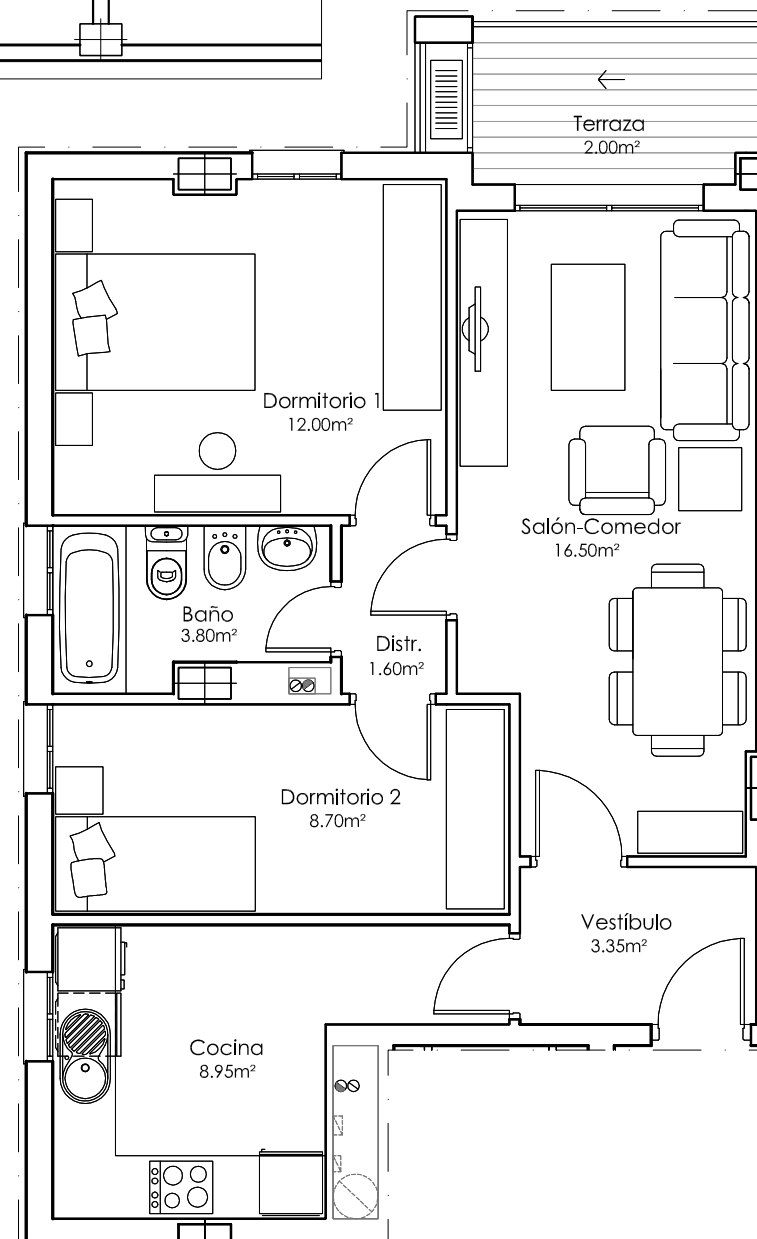 Terraza
2.00m²
Dormitorio 1
12.00m²
Salón-Comedor
16.50m²
Baño
3.80m²
Distr.
1.60m²
Dormitorio 2
8.70m²
Vestíbulo
3.35m²
Cocina
8.95m²